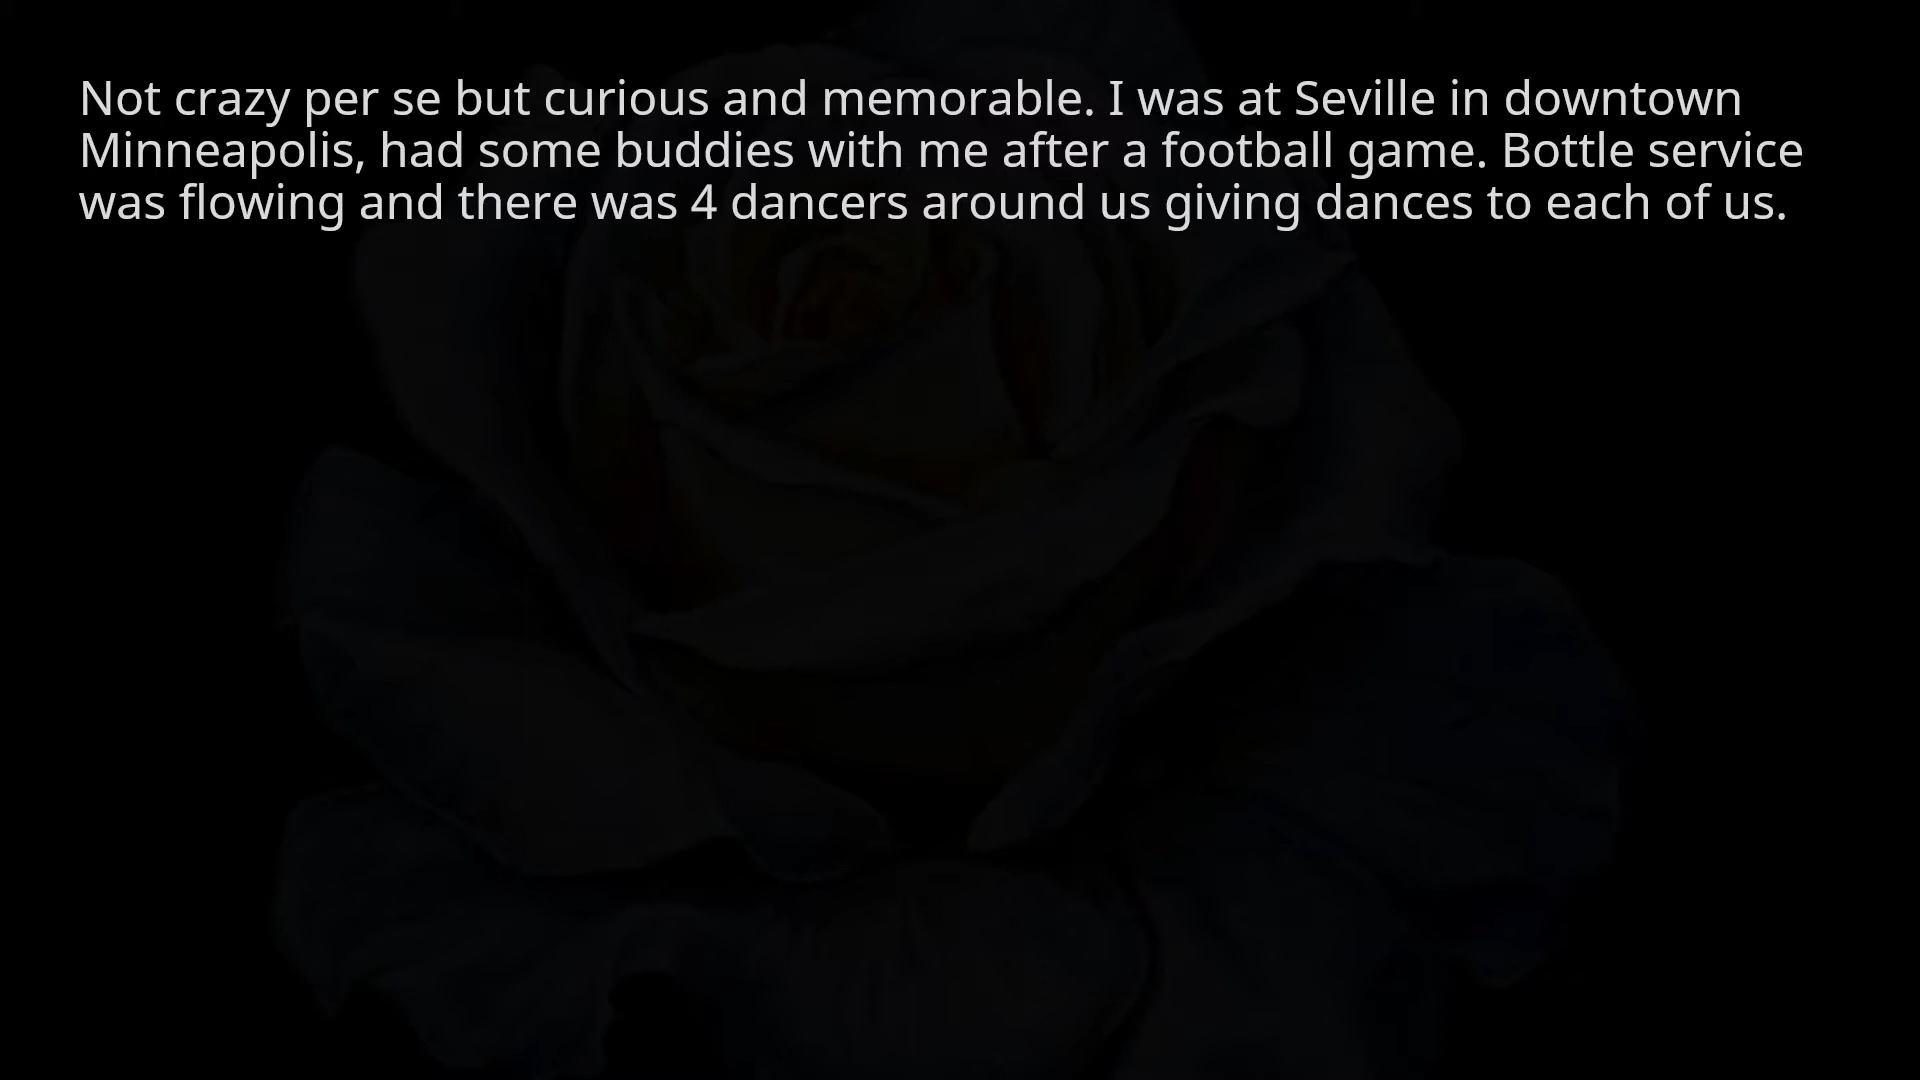 Not crazy per se but curious and memorable. I was at Seville in downtown
Minneapolis, had some buddies with me after a football game. Bottle service
was flowing and there was 4 dancers around us giving dances to each of us.